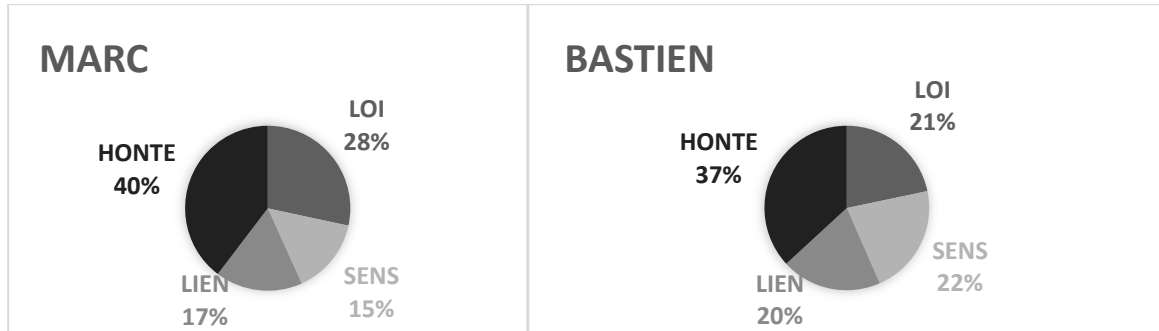 MARC
LOI
28%
HONTE
40%
SENS
15%
LIEN
17%
BASTIEN
LOI
21%
HONTE
37%
SENS
22%
LIEN
20%